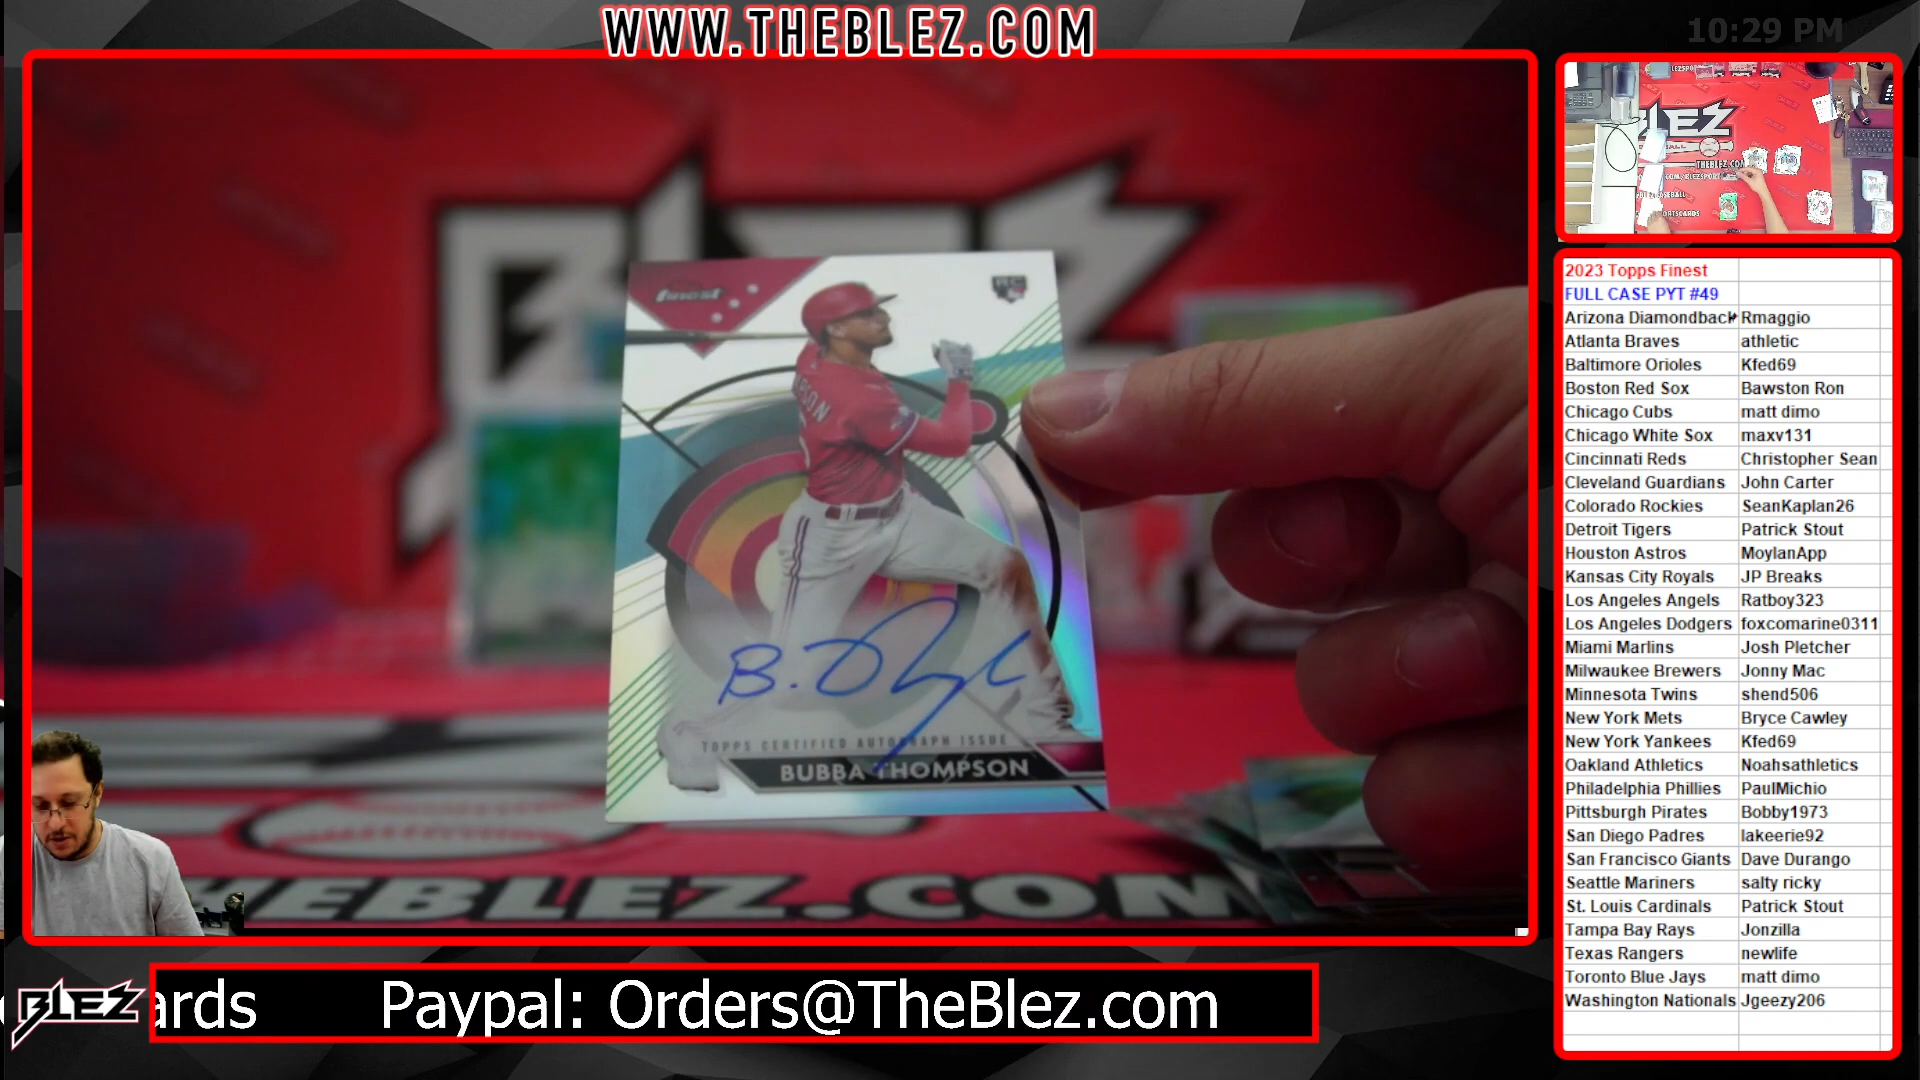 WWW.THEBLEZ.COM
10:29 PM
BLEZ
THEBLEZ.COM
finest
RC
B. Th
TOPPS CERTIFIED AUTOGRAPH ISSUE
BUBBA THOMPSON
THEBLEZ.COM
2023 Topps Finest
FULL CASE PYT #49
Arizona Diamondback Rmaggio
Atlanta Braves athletic
Baltimore Orioles Kfed69
Boston Red Sox Bawston Ron
Chicago Cubs matt dimo
Chicago White Sox maxv131
Cincinnati Reds Christopher Sean
Cleveland Guardians John Carter
Colorado Rockies SeanKaplan26
Detroit Tigers Patrick Stout
Houston Astros MoylanApp
Kansas City Royals JP Breaks
Los Angeles Angels Ratboy323
Los Angeles Dodgers foxcomarine0311
Miami Marlins Josh Pletcher
Milwaukee Brewers Jonny Mac
Minnesota Twins shend506
New York Mets Bryce Cawley
New York Yankees Kfed69
Oakland Athletics Noahsathletics
Philadelphia Phillies PaulMichio
Pittsburgh Pirates Bobby1973
San Diego Padres lakeerie92
San Francisco Giants Dave Durango
Seattle Mariners salty ricky
St. Louis Cardinals Patrick Stout
Tampa Bay Rays Jonzilla
Texas Rangers newlife
Toronto Blue Jays matt dimo
Washington Nationals Jgeezy206
BLEZ
ards Paypal: Orders@TheBlez.com